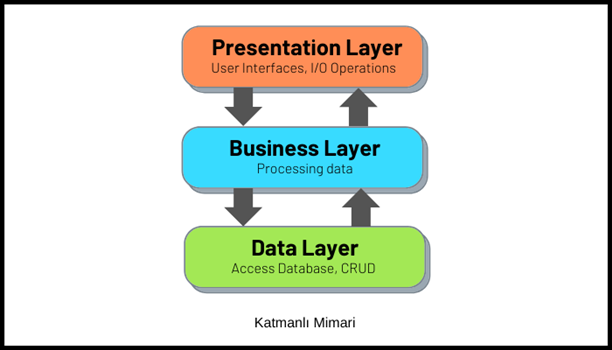 Presentation Layer
User Interfaces, I/O Operations
Business Layer
Processing data
Data Layer
Access Database, CRUD
Katmanlı Mimari